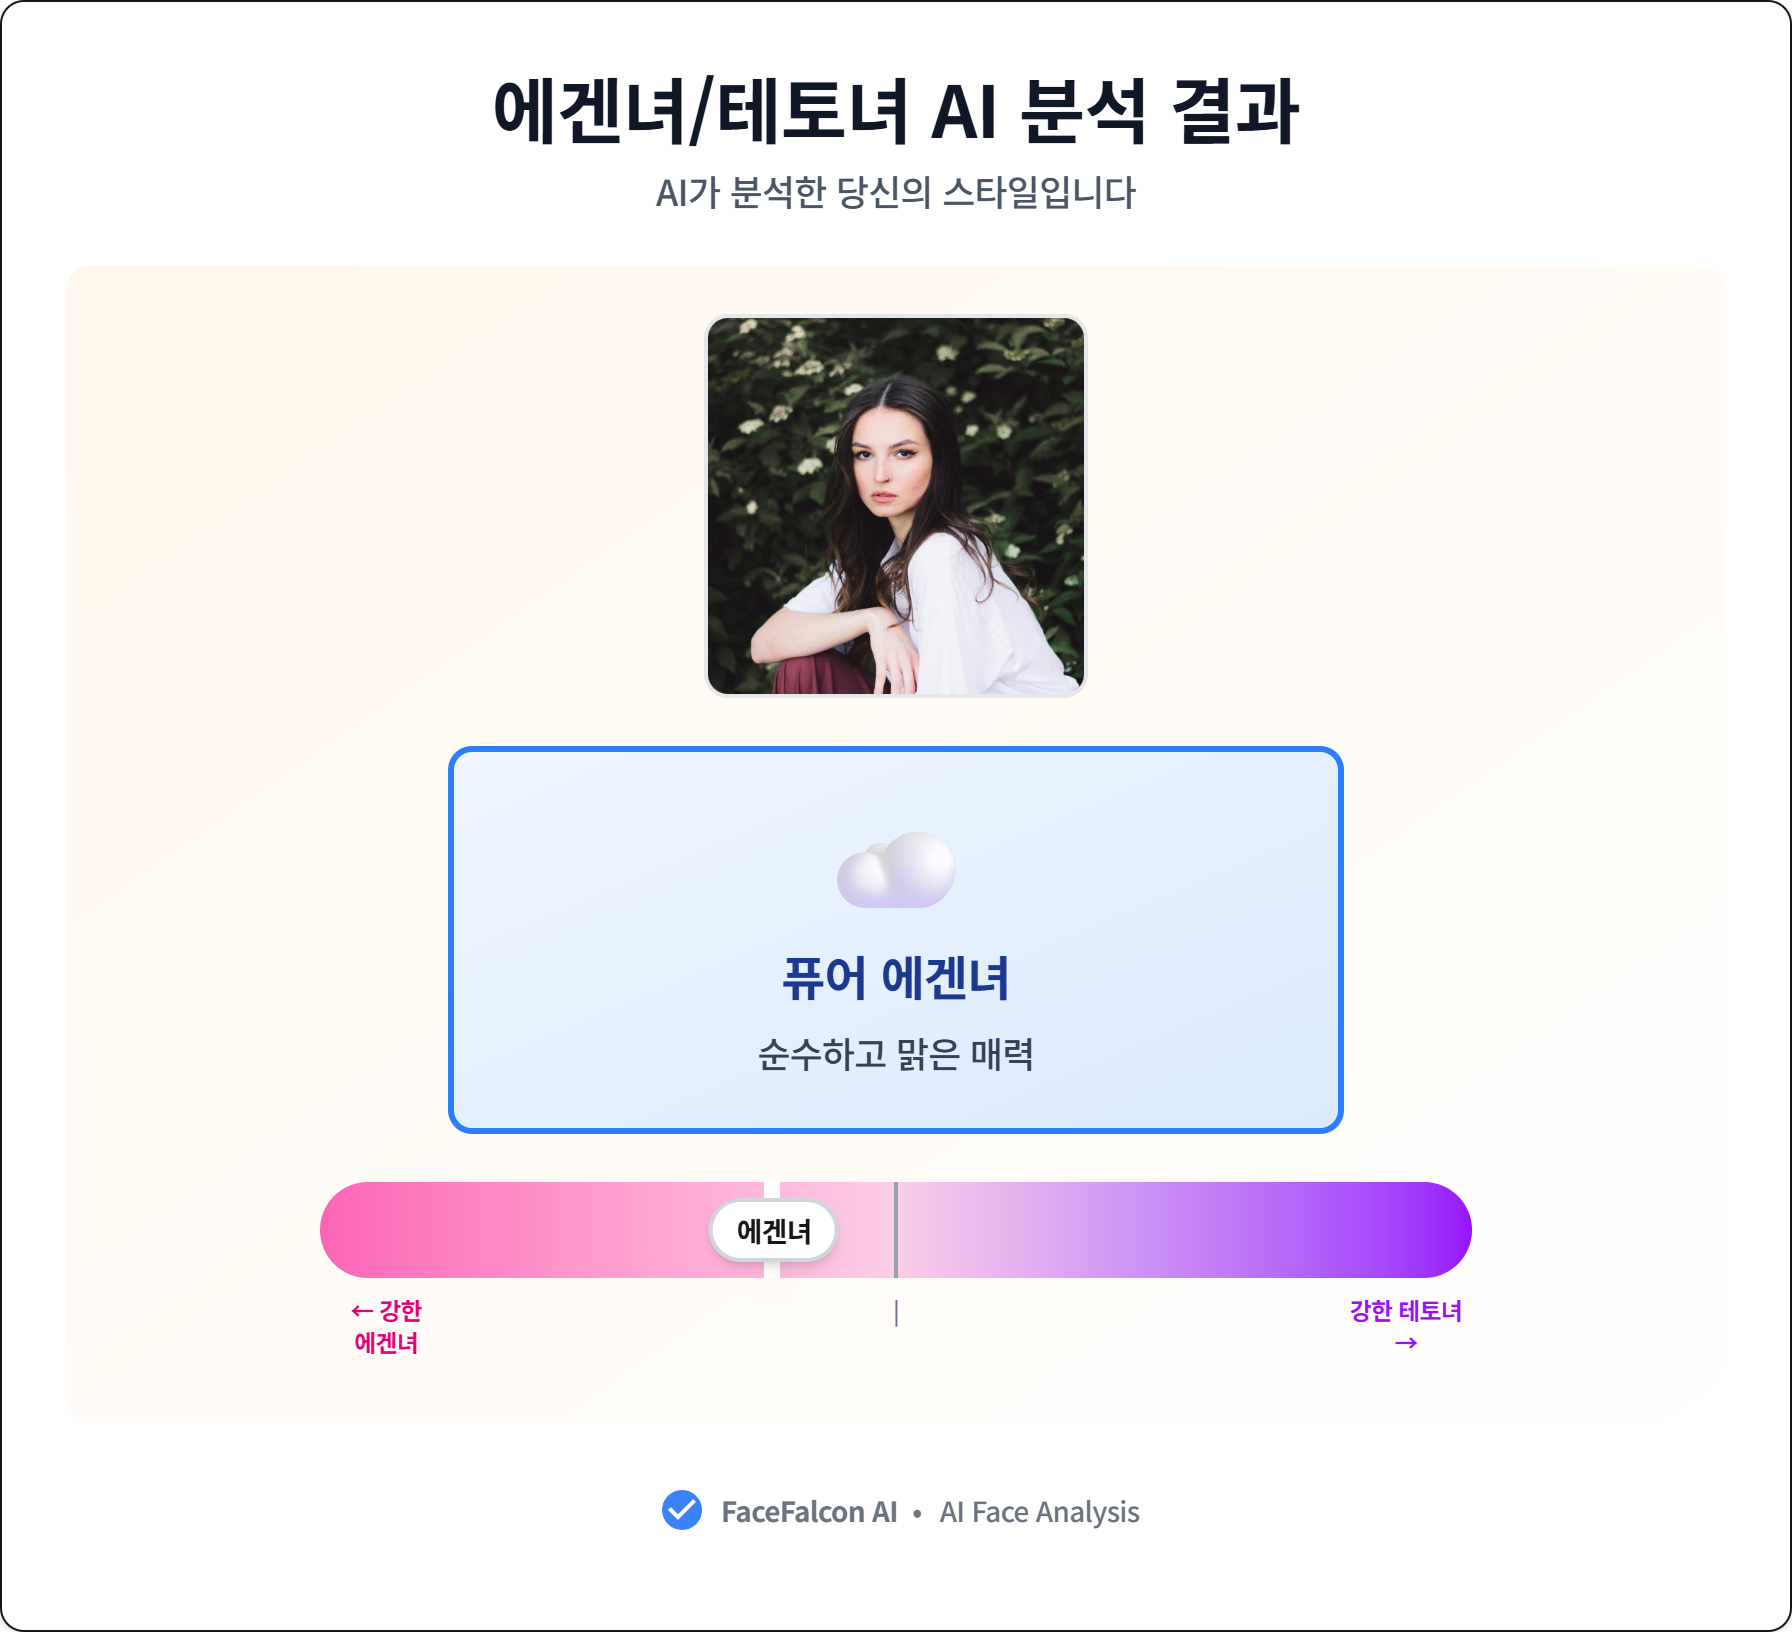 에겐녀/테토녀 AI 분석 결과
AI가 분석한 당신의 스타일입니다
퓨어 에겐녀
순수하고 맑은 매력
에겐녀
← 강한
에겐녀
|
강한 테토녀
→
FaceFalcon AI • AI Face Analysis